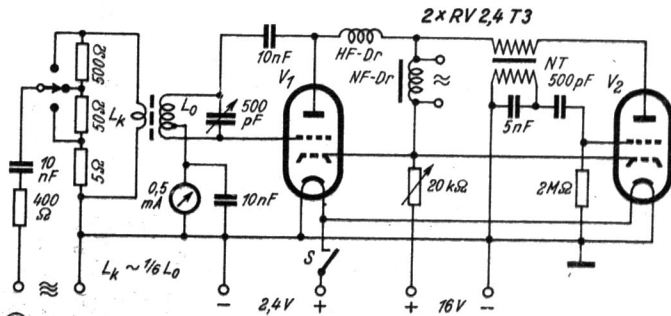 2 x RV 2,4 T3
10nF
HF-Dr
V1
NF-Dr
≈
NT
500pF
V2
500Ω
50Ω
5Ω
Lk
L0
500
pF
5nF
10
nF
400
Ω
0,5
mA
10nF
20kΩ
2MΩ
S
Lk ~ 1/6 L0
≋
−
2,4V
+
+
16V
−